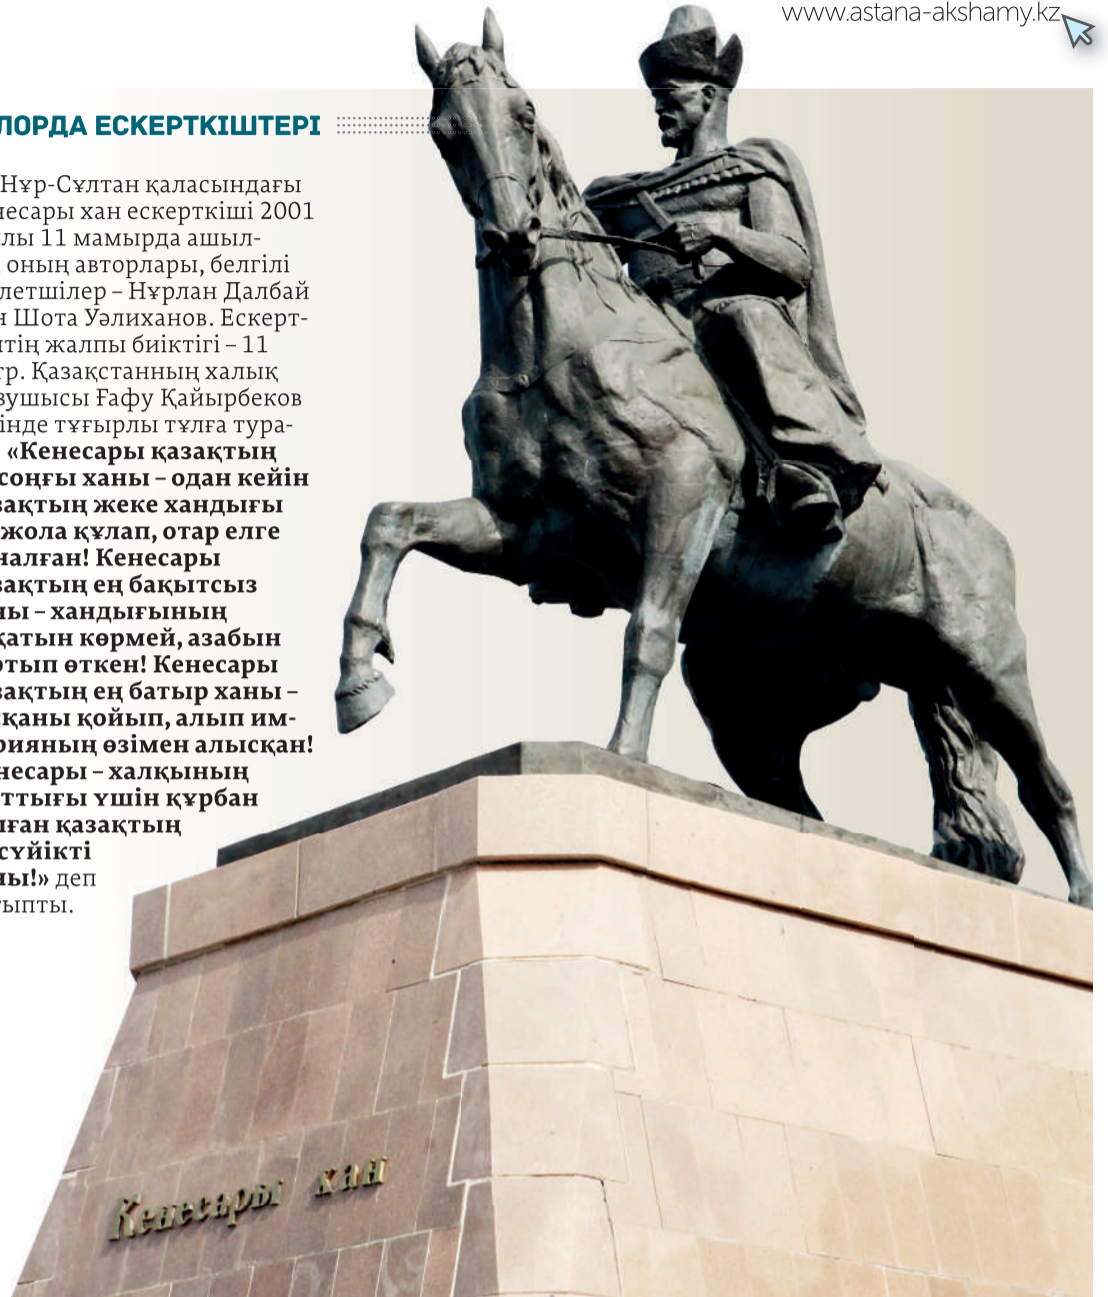 www.astana-akshamy.kz
ЛОРДА ЕСКЕРТКІШТЕРІ
Нұр-Сұлтан қаласындағы
несары хан ескерткіші 2001
лы 11 мамырда ашыл-
оның авторлары, белгілі
летшілер – Нұрлан Далбай
н Шота Уәлиханов. Ескерт-
тің жалпы биіктігі – 11
тр. Қазақстанның халық
зушысы Ғафу Қайырбеков
інде тұғырлы тұлға тура-
«Кенесары қазақтың
соңғы ханы – одан кейін
зақтың жеке хандығы
жола құлап, отар елге
налған! Кенесары
зақтың ең бақытсыз
ны – хандығының
қатын көрмей, азабын
ртып өткен! Кенесары
зақтың ең батыр ханы –
сқаны қойып, алып им-
рияның өзімен алысқан!
несары – халқының
ттығы үшін құрбан
лған қазақтың
сүйікті
ны!» деп
тыпты.
Кенесары хан